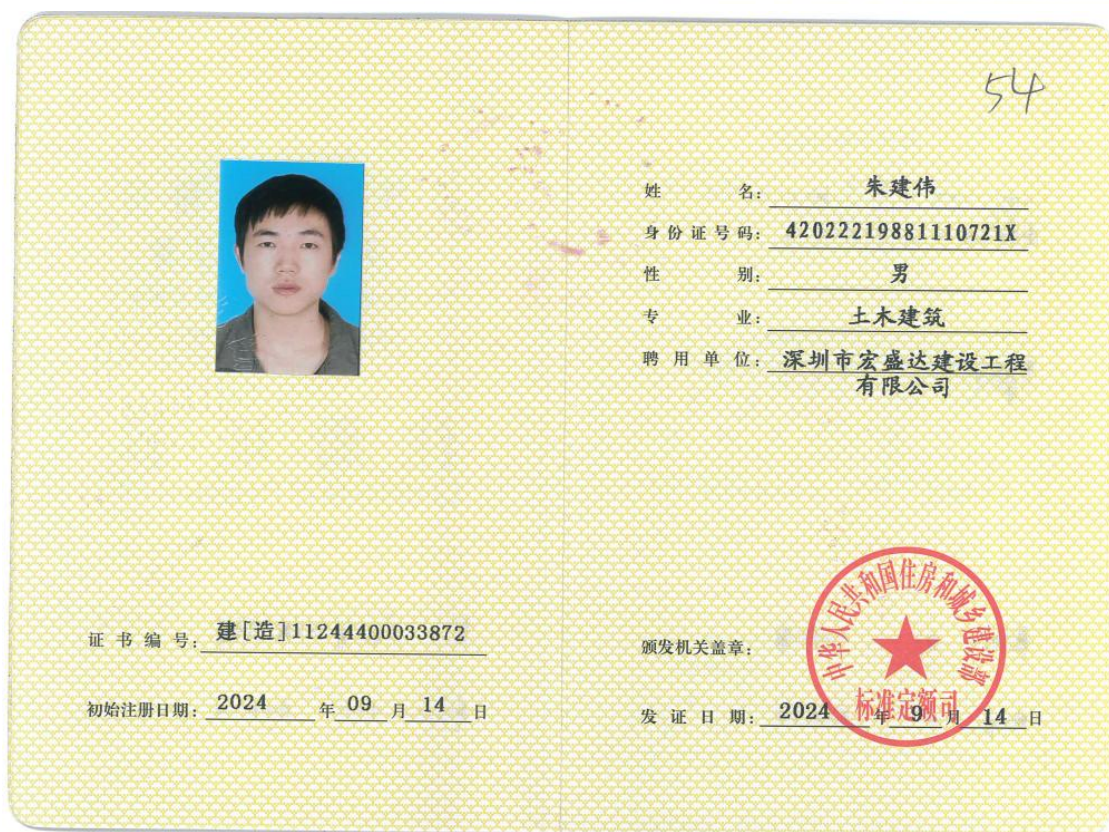 54
姓 名: 朱建伟
身份证号码: 42022219881110721X
性 别: 男
专 业: 土木建筑
聘用单位: 深圳市宏盛达建设工程
有限公司
证书编号: 建[造]11244400033872
初始注册日期: 2024 年 09 月 14 日
中华人民共和国住房和城乡建设部
标准定额司
颁发机关盖章:
发证日期: 2024 年 9 月 14 日